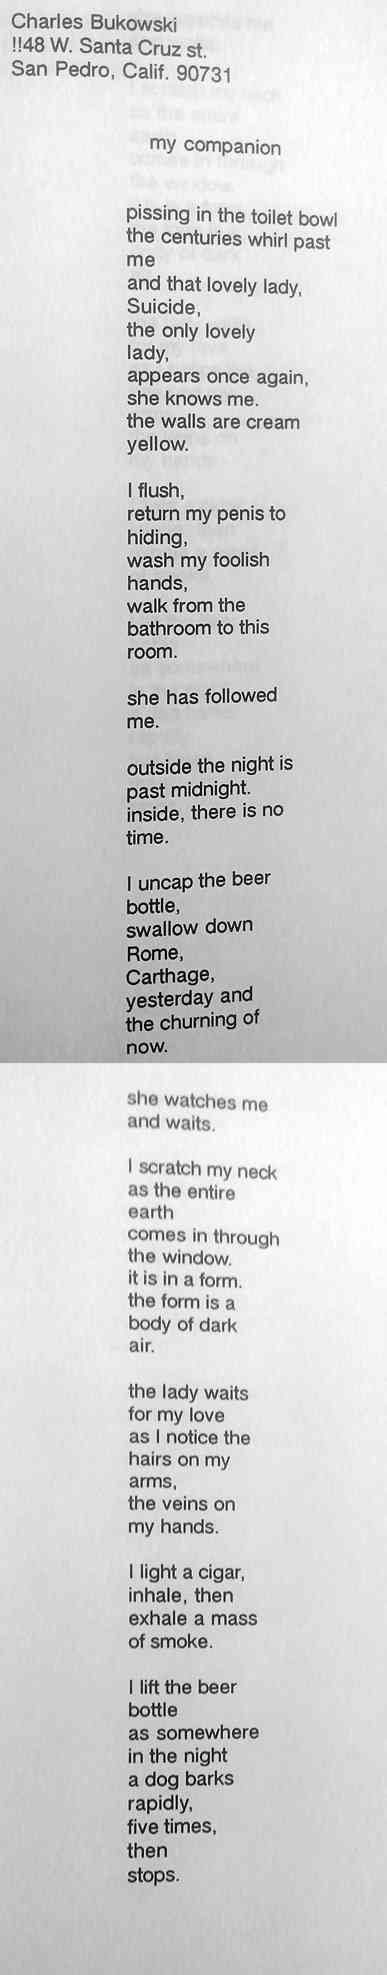 Charles Bukowski
!!48 W. Santa Cruz st.
San Pedro, Calif. 90731
my companion
pissing in the toilet bowl
the centuries whirl past
me
and that lovely lady,
Suicide,
the only lovely
lady,
appears once again,
she knows me.
the walls are cream
yellow.
I flush,
return my penis to
hiding,
wash my foolish
hands,
walk from the
bathroom to this
room.
she has followed
me.
outside the night is
past midnight.
inside, there is no
time.
I uncap the beer
bottle,
swallow down
Rome,
Carthage,
yesterday and
the churning of
now.
she watches me
and waits.
I scratch my neck
as the entire
earth
comes in through
the window.
it is in a form.
the form is a
body of dark
air.
the lady waits
for my love
as I notice the
hairs on my
arms,
the veins on
my hands.
I light a cigar,
inhale, then
exhale a mass
of smoke.
I lift the beer
bottle
as somewhere
in the night
a dog barks
rapidly,
five times,
then
stops.